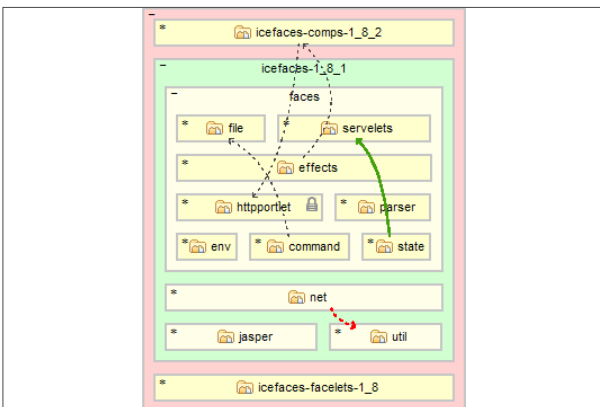 −
* icefaces-comps-1_8_2
− icefaces-1_8_1
− faces
* file * servelets
* effects
* httpportlet * parser
* env * command * state
* net
* jasper * util
* icefaces-facelets-1_8